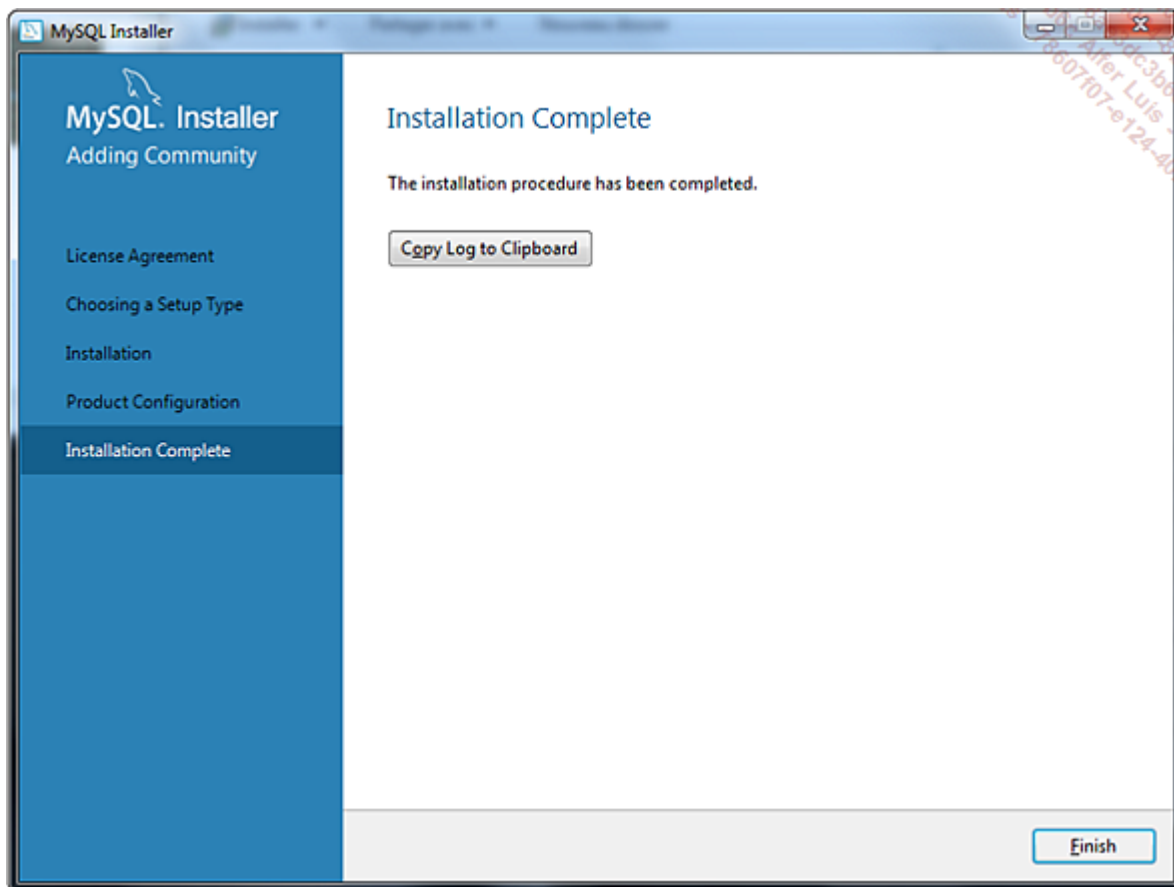 MySQL Installer
MySQL. Installer
Adding Community
License Agreement
Choosing a Setup Type
Installation
Product Configuration
Installation Complete
Installation Complete
The installation procedure has been completed.
Copy Log to Clipboard
Finish